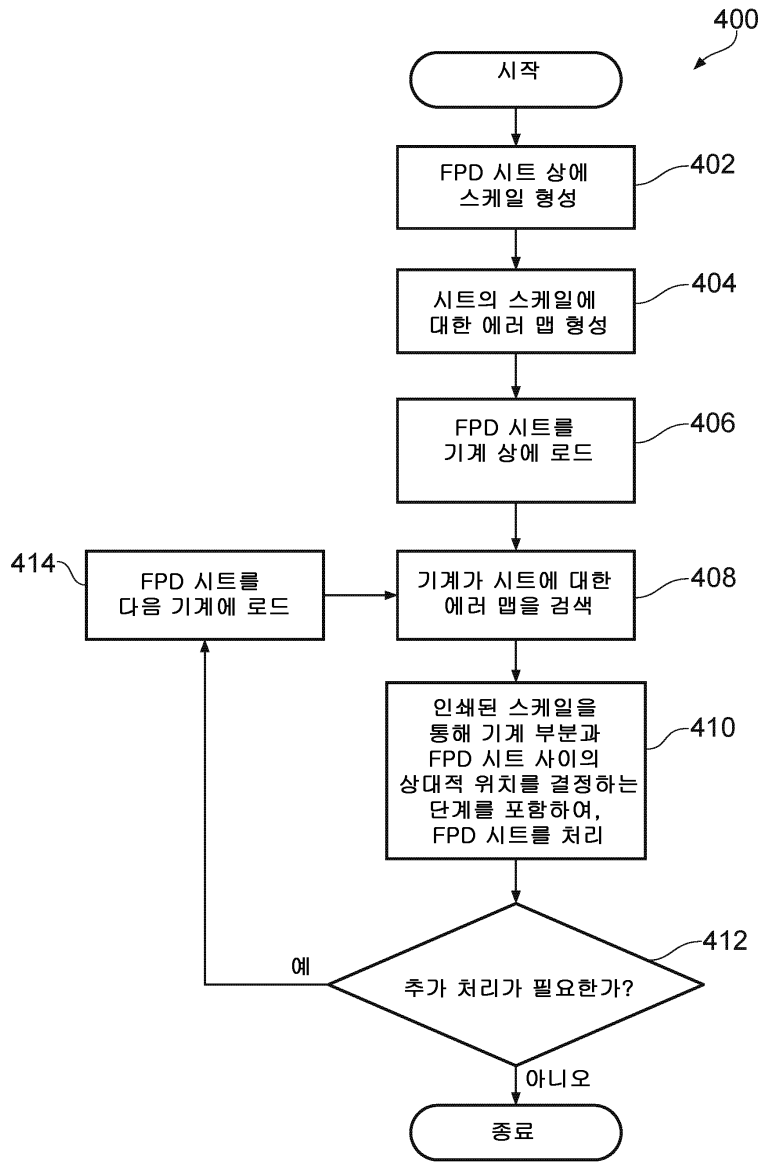 400
시작
FPD 시트 상에
스케일 형성
402
시트의 스케일에
대한 에러 맵 형성
404
FPD 시트를
기계 상에 로드
406
414
FPD 시트를
다음 기계에 로드
기계가 시트에 대한
에러 맵을 검색
408
인쇄된 스케일을
통해 기계 부분과
FPD 시트 사이의
상대적 위치를 결정하는
단계를 포함하여,
FPD 시트를 처리
410
412
예
추가 처리가 필요한가?
아니오
종료